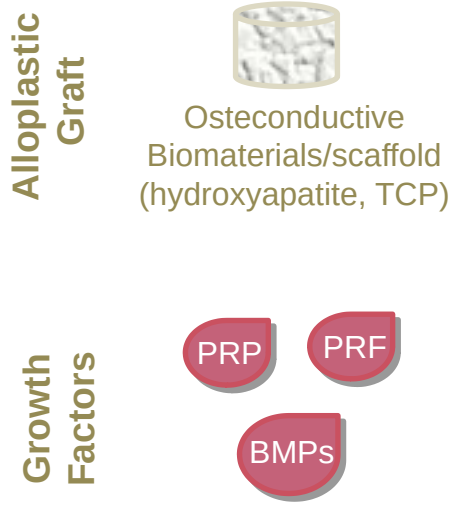 Alloplastic
Graft
Osteconductive
Biomaterials/scaffold
(hydroxyapatite, TCP)
Growth
Factors
PRP
PRF
BMPs